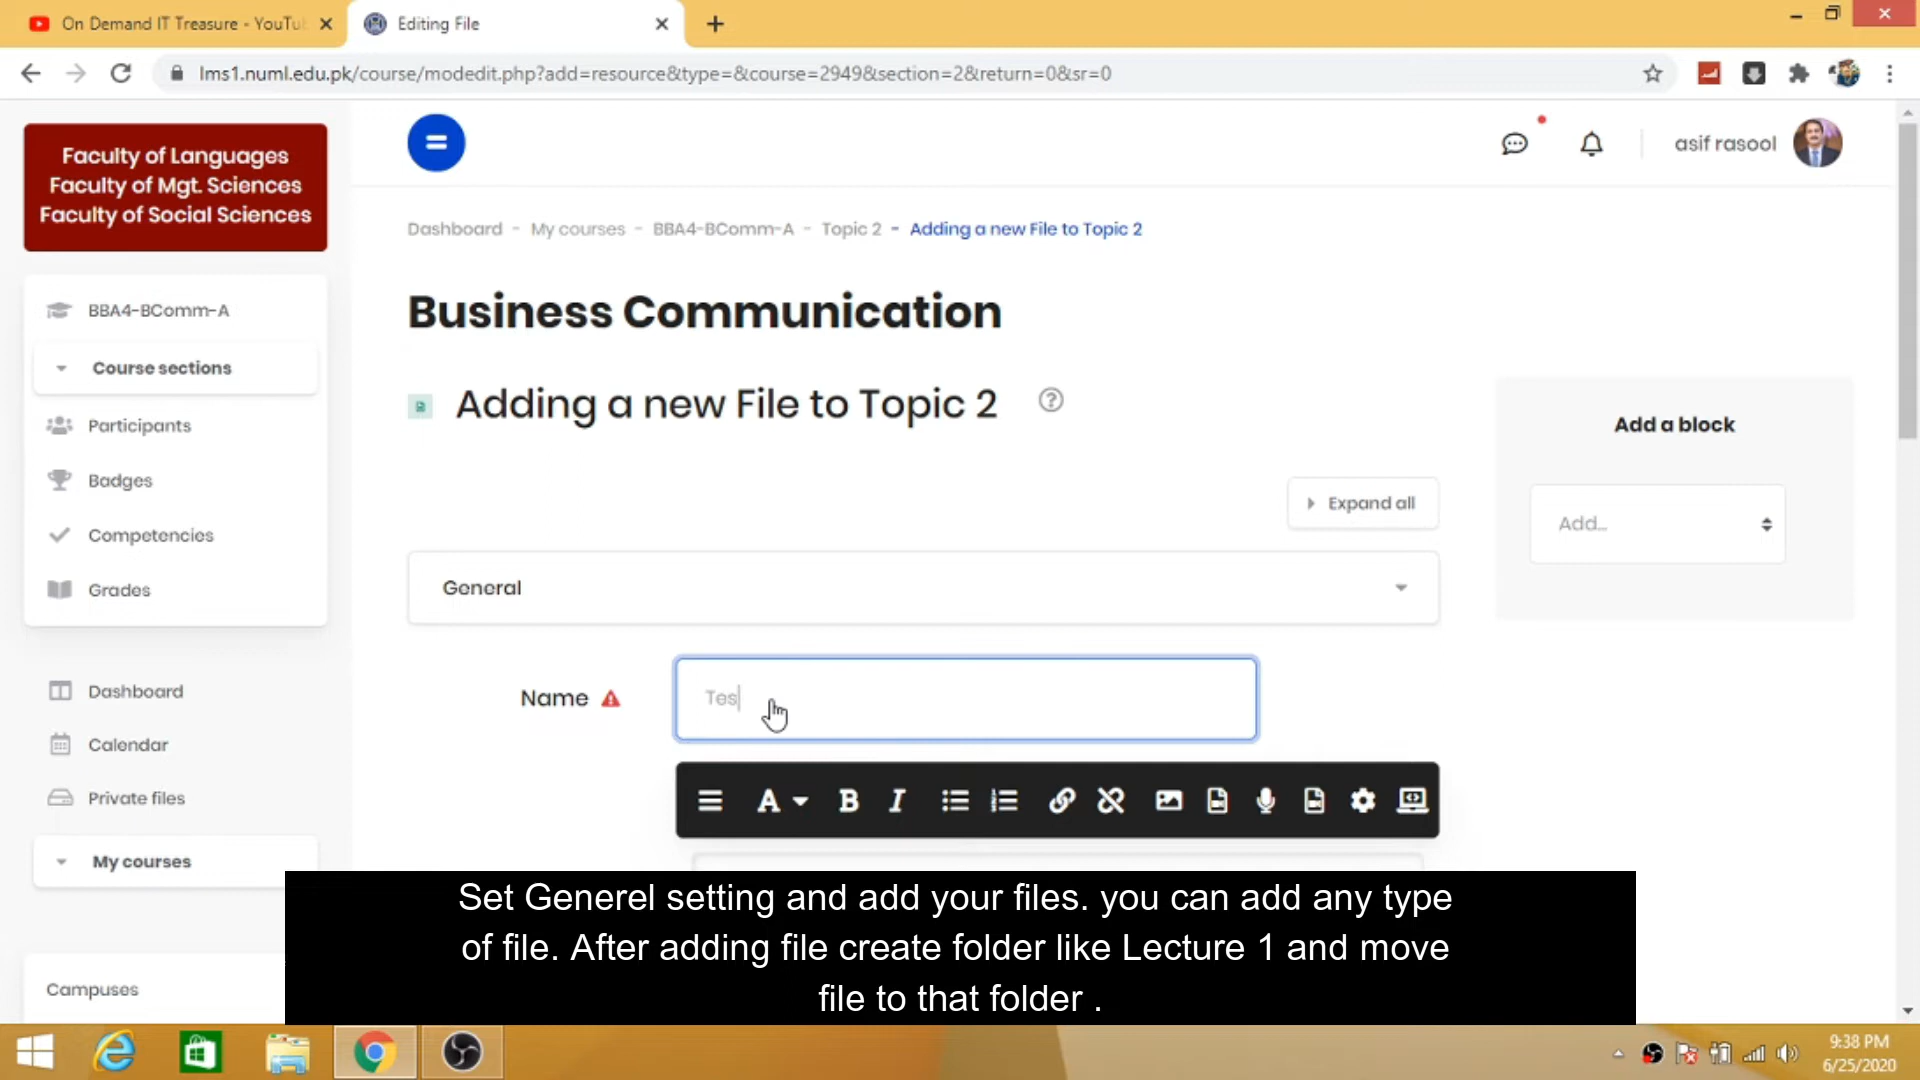 On Demand IT Treasure - YouTu
Editing File
lms1.numl.edu.pk/course/modedit.php?add=resource&type=&course=2949&section=2&return=0&sr=0
Faculty of Languages
Faculty of Mgt. Sciences
Faculty of Social Sciences
asif rasool
Dashboard - My courses - BBA4-BComm-A - Topic 2 - Adding a new File to Topic 2
Business Communication
BBA4-BComm-A
Course sections
Participants
Badges
Competencies
Grades
Dashboard
Calendar
Private files
My courses
Campuses
Adding a new File to Topic 2
Expand all
General
Name
Tes
A
B
I
Add a block
Add...
Set Generel setting and add your files. you can add any type
of file. After adding file create folder like Lecture 1 and move
file to that folder .
9:38 PM
6/25/2020